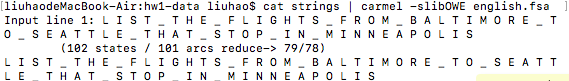 [liuhaodeMacBook-Air:hw1-data liuhao$ cat strings | carmel -slibOWE english.fsa ]
Input line 1: L I S T _ T H E _ F L I G H T S _ F R O M _ B A L T I M O R E _ T
O _ S E A T T L E _ T H A T _ S T O P _ I N _ M I N N E A P O L I S
(102 states / 101 arcs reduce-> 79/78)
L I S T _ T H E _ F L I G H T S _ F R O M _ B A L T I M O R E _ T O _ S E A T T
L E _ T H A T _ S T O P _ I N _ M I N N E A P O L I S